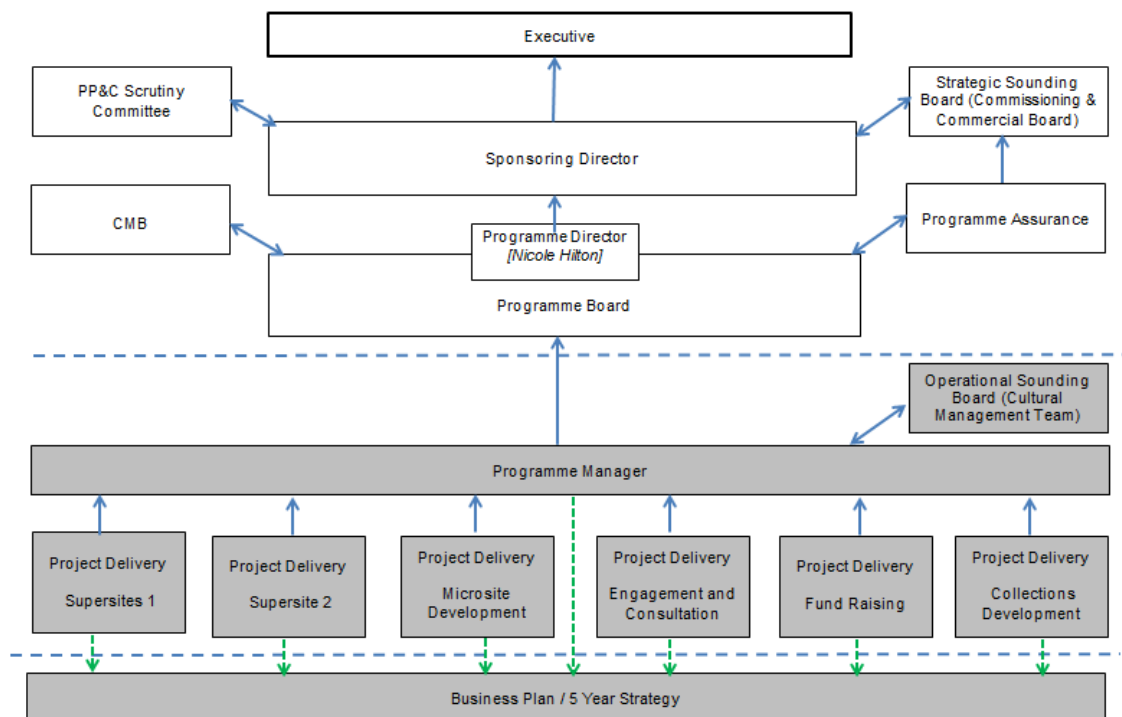 Executive
PP&C Scrutiny
Committee
Strategic Sounding
Board (Commissioning &
Commercial Board)
Sponsoring Director
CMB
Programme Director
[Nicole Hilton]
Programme Assurance
Programme Board
Operational Sounding
Board (Cultural
Management Team)
Programme Manager
Project Delivery
Supersites 1
Project Delivery
Supersite 2
Project Delivery
Microsite
Development
Project Delivery
Engagement and
Consultation
Project Delivery
Fund Raising
Project Delivery
Collections
Development
Business Plan / 5 Year Strategy